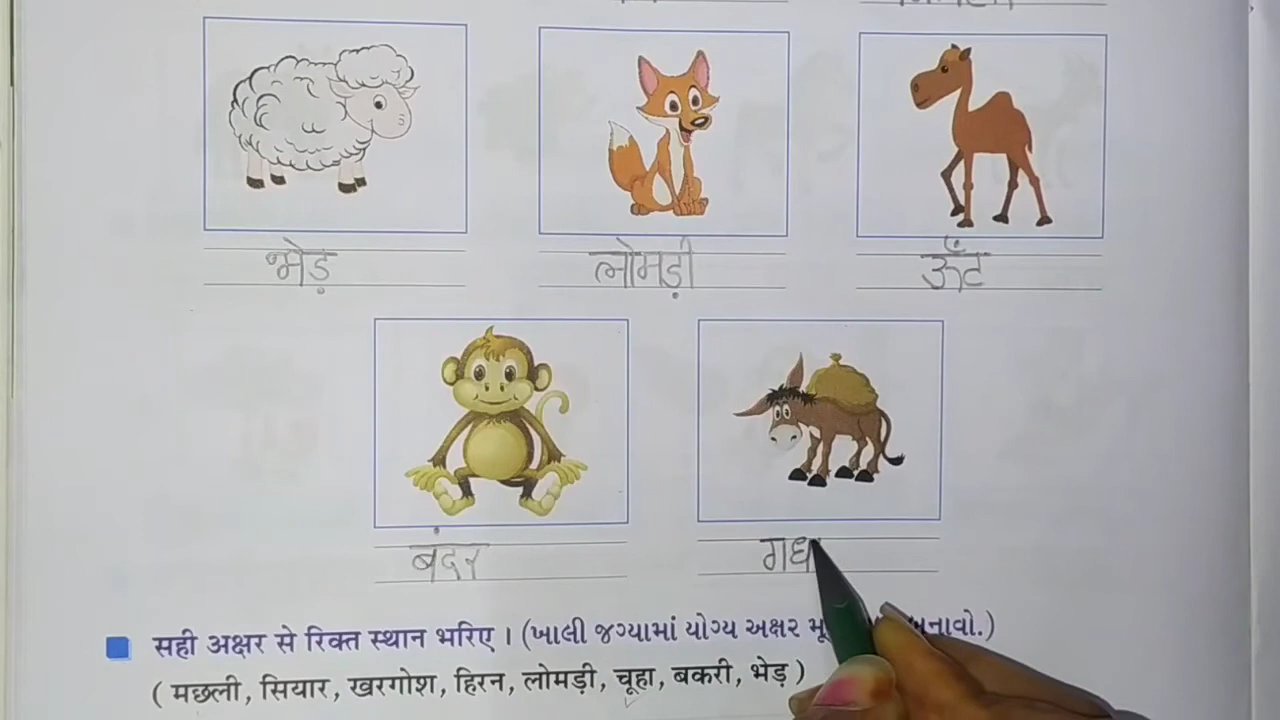 भेड़ लोमड़ी ऊँट
बंदर गध
सही अक्षर से रिक्त स्थान भरिए । (ખાલી જગ્યામાં યોગ્ય અક્ષર
( मछली, सियार, खरगोश, हिरन, लोमड़ी, चूहा, बकरी, भेड़ )